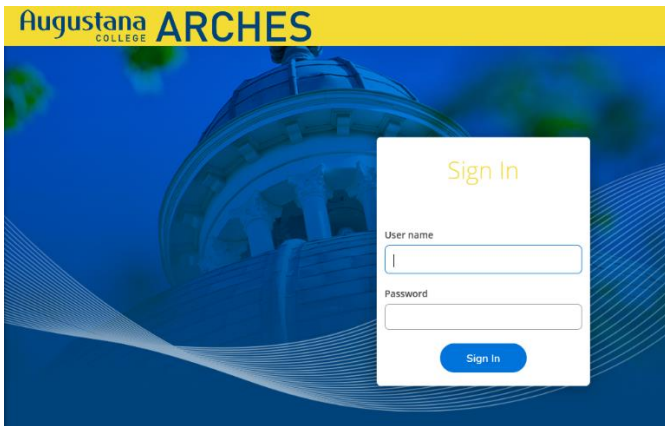 Augustana ARCHES
COLLEGE
Sign In
User name
Password
Sign In